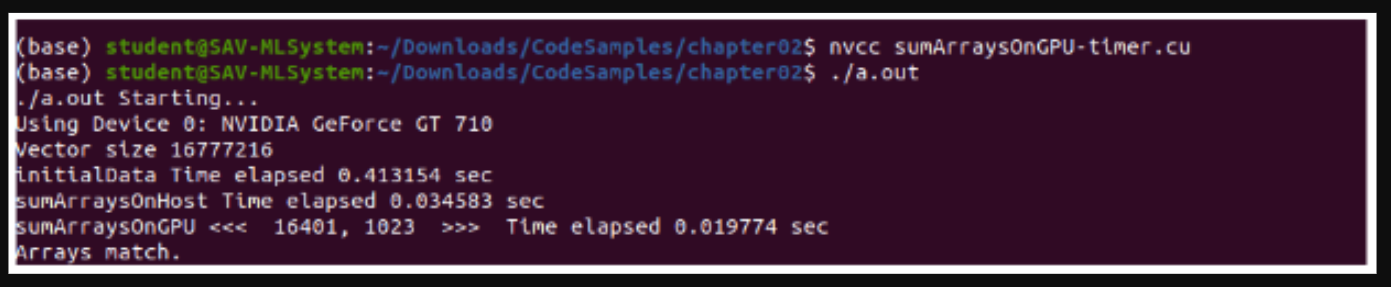 (base) student@SAV-MLSystem:~/Downloads/CodeSamples/chapter02$ nvcc sumArraysOnGPU-timer.cu
(base) student@SAV-MLSystem:~/Downloads/CodeSamples/chapter02$ ./a.out
./a.out Starting...
Using Device 0: NVIDIA GeForce GT 710
Vector size 16777216
initialData Time elapsed 0.413154 sec
sumArraysOnHost Time elapsed 0.034583 sec
sumArraysOnGPU <<<  16401, 1023  >>>  Time elapsed 0.019774 sec
Arrays match.